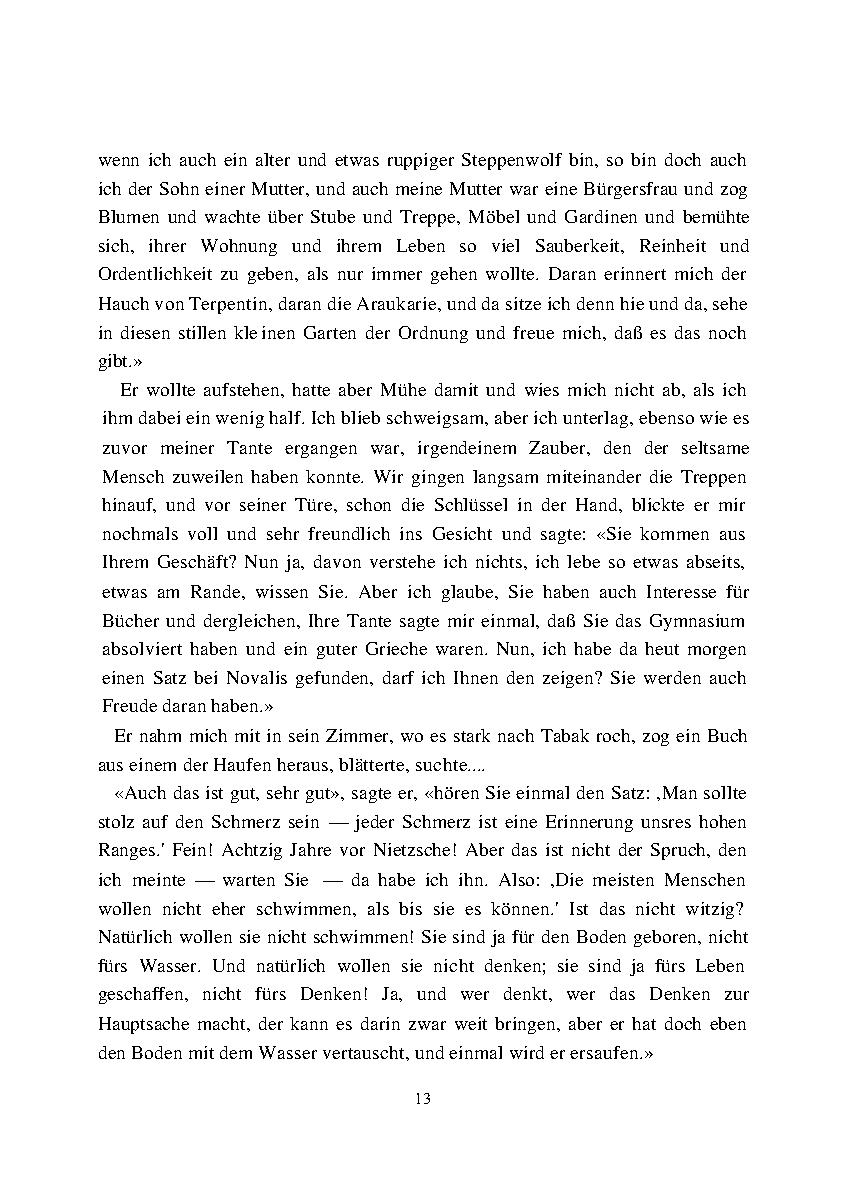 wenn ich auch ein alter und etwas ruppiger Steppenwolf bin, so bin doch auch
ich der Sohn einer Mutter, und auch meine Mutter war eine Bürgersfrau und zog
Blumen und wachte über Stube und Treppe, Möbel und Gardinen und bemühte
sich, ihrer Wohnung und ihrem Leben so viel Sauberkeit, Reinheit und
Ordentlichkeit zu geben, als nur immer gehen wollte. Daran erinnert mich der
Hauch von Terpentin, daran die Araukarie, und da sitze ich denn hie und da, sehe
in diesen stillen kleinen Garten der Ordnung und freue mich, daß es das noch
gibt.»
Er wollte aufstehen, hatte aber Mühe damit und wies mich nicht ab, als ich
ihm dabei ein wenig half. Ich blieb schweigsam, aber ich unterlag, ebenso wie es
zuvor meiner Tante ergangen war, irgendeinem Zauber, den der seltsame
Mensch zuweilen haben konnte. Wir gingen langsam miteinander die Treppen
hinauf, und vor seiner Türe, schon die Schlüssel in der Hand, blickte er mir
nochmals voll und sehr freundlich ins Gesicht und sagte: «Sie kommen aus
Ihrem Geschäft? Nun ja, davon verstehe ich nichts, ich lebe so etwas abseits,
etwas am Rande, wissen Sie. Aber ich glaube, Sie haben auch Interesse für
Bücher und dergleichen, Ihre Tante sagte mir einmal, daß Sie das Gymnasium
absolviert haben und ein guter Grieche waren. Nun, ich habe da heut morgen
einen Satz bei Novalis gefunden, darf ich Ihnen den zeigen? Sie werden auch
Freude daran haben.»
Er nahm mich mit in sein Zimmer, wo es stark nach Tabak roch, zog ein Buch
aus einem der Haufen heraus, blätterte, suchte....
«Auch das ist gut, sehr gut», sagte er, «hören Sie einmal den Satz: ‚Man sollte
stolz auf den Schmerz sein — jeder Schmerz ist eine Erinnerung unsres hohen
Ranges.' Fein! Achtzig Jahre vor Nietzsche! Aber das ist nicht der Spruch, den
ich meinte — warten Sie — da habe ich ihn. Also: ‚Die meisten Menschen
wollen nicht eher schwimmen, als bis sie es können.' Ist das nicht witzig?
Natürlich wollen sie nicht schwimmen! Sie sind ja für den Boden geboren, nicht
fürs Wasser. Und natürlich wollen sie nicht denken; sie sind ja fürs Leben
geschaffen, nicht fürs Denken! Ja, und wer denkt, wer das Denken zur
Hauptsache macht, der kann es darin zwar weit bringen, aber er hat doch eben
den Boden mit dem Wasser vertauscht, und einmal wird er ersaufen.»
13